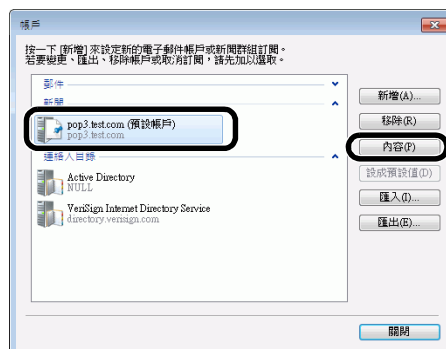 帳戶
按一下 [新增] 來設定新的電子郵件帳戶或新聞群組訂閱。
若要變更、匯出、移除帳戶或取消訂閱，請先加以選取。
郵件
新聞
pop3.test.com (預設帳戶)
pop3.test.com
連絡人目錄
Active Directory
NULL
VeriSign Internet Directory Service
directory.verisign.com
新增(A)...
移除(R)
內容(P)
設成預設值(D)
匯入(I)...
匯出(E)...
關閉